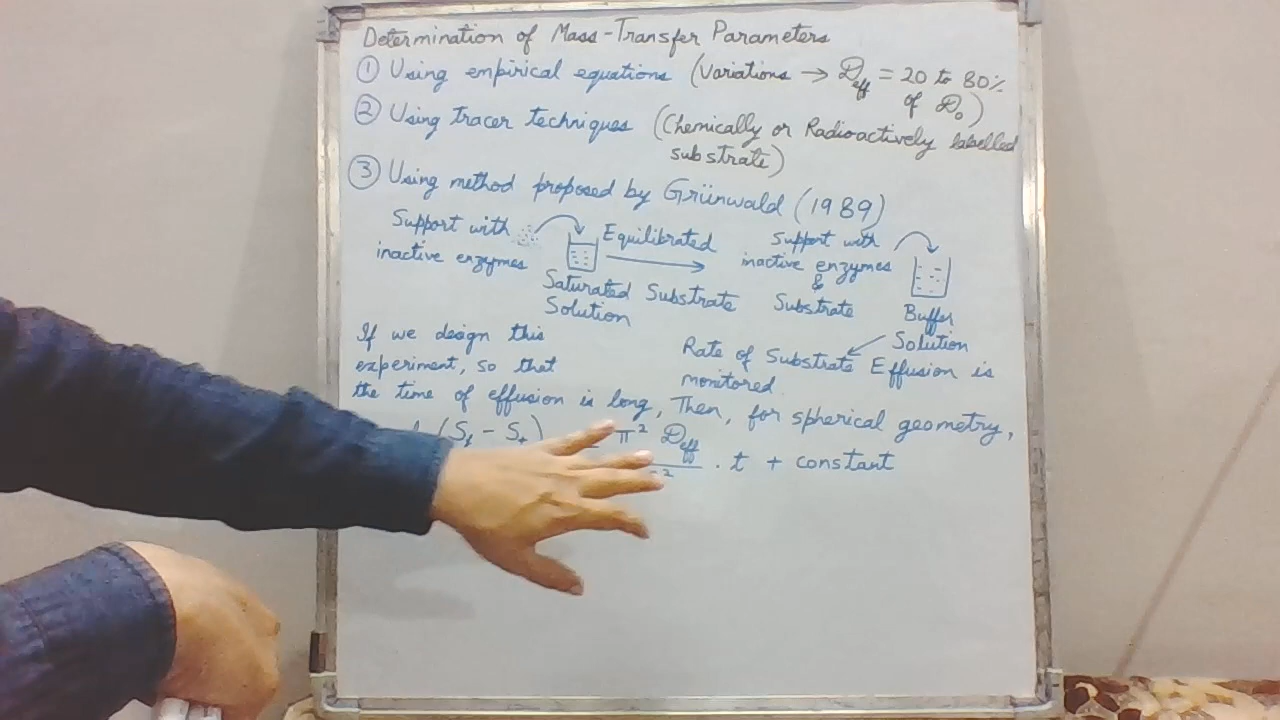 Determination of Mass-Transfer Parameters
① Using empirical equations (Variations → 𝒟eff = 20 to 80%
of 𝒟₀)
② Using tracer techniques (Chemically or Radioactively labelled
substrate)
③ Using method proposed by Grünwald (1989)
Support with
inactive enzymes
Saturated Substrate
Solution
Equilibrated
Support with
inactive enzymes
&
Substrate
Buffer
Solution
Rate of Substrate Effusion is
monitored
If we design this
experiment, so that
the time of effusion is long, Then, for spherical geometry,
(S - S ) π² 𝒟eff
² . t + constant